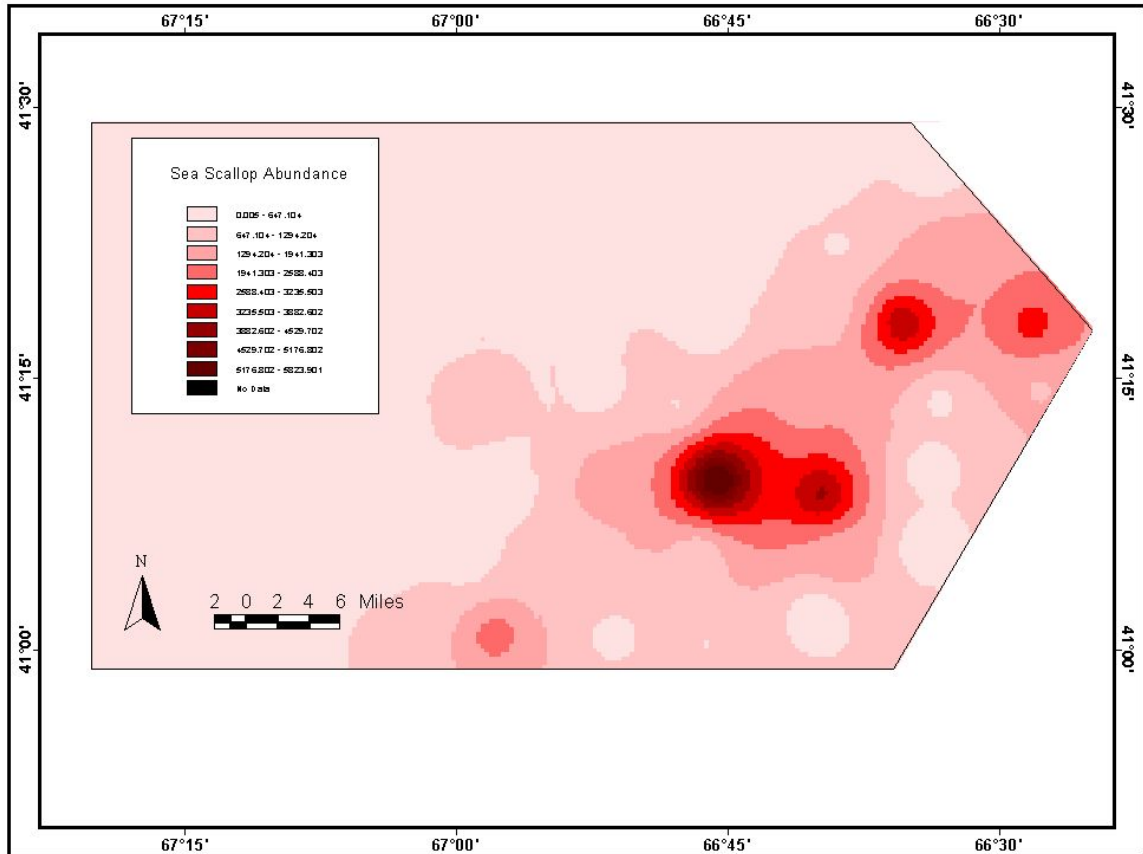 67°15' 67°00' 66°45' 66°30'
41°30' 41°30'
Sea Scallop Abundance
0.005 - 647.104
647.104 - 1294.204
1294.204 - 1941.303
1941.303 - 2588.403
2588.403 - 3235.503
3235.503 - 3882.602
3882.602 - 4529.702
4529.702 - 5176.802
5176.802 - 5823.901
No Data
41°15' 41°15'
N
2 0 2 4 6 Miles
41°00' 41°00'
67°15' 67°00' 66°45' 66°30'